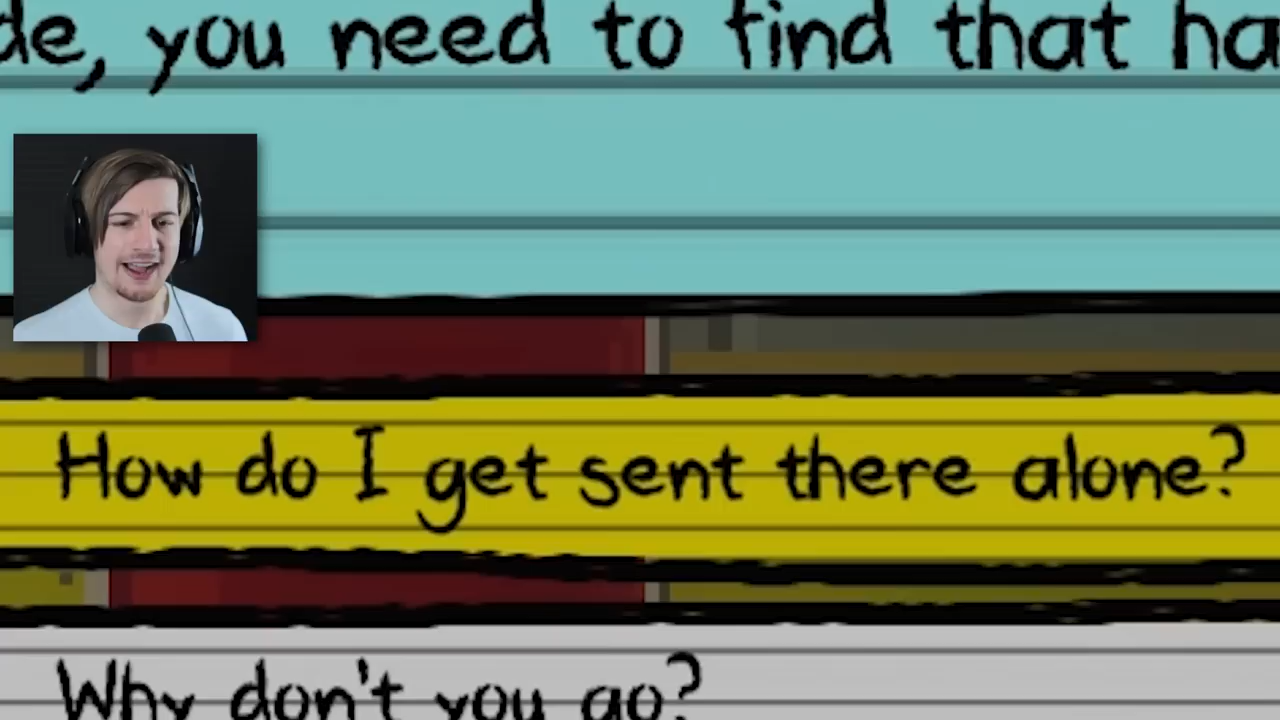 de, you need to find that ha
How do I get sent there alone?
Why don't you go?